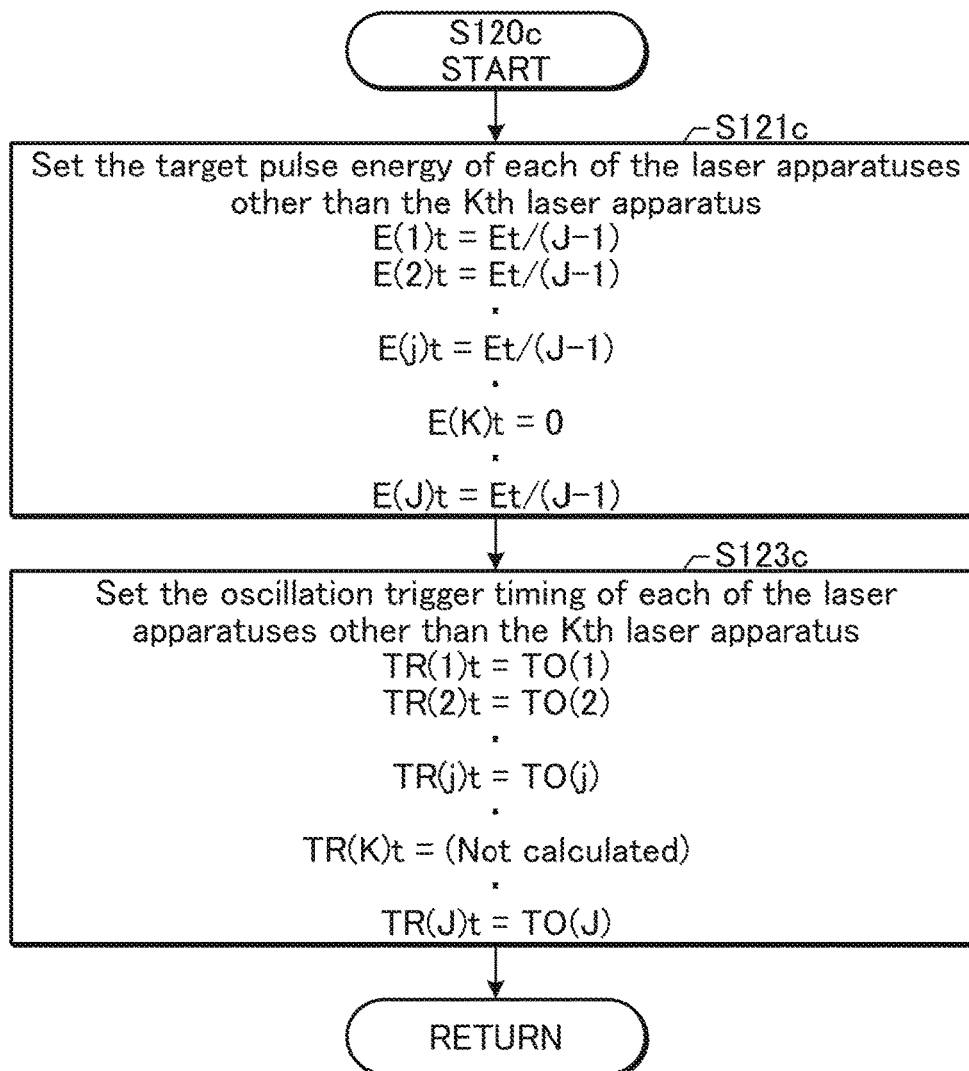 S120c
START
S121c
Set the target pulse energy of each of the laser apparatuses
other than the Kth laser apparatus
E(1)t = Et/(J-1)
E(2)t = Et/(J-1)
.
E(j)t = Et/(J-1)
.
E(K)t = 0
.
E(J)t = Et/(J-1)
S123c
Set the oscillation trigger timing of each of the laser
apparatuses other than the Kth laser apparatus
TR(1)t = TO(1)
TR(2)t = TO(2)
.
TR(j)t = TO(j)
.
TR(K)t = (Not calculated)
.
TR(J)t = TO(J)
RETURN